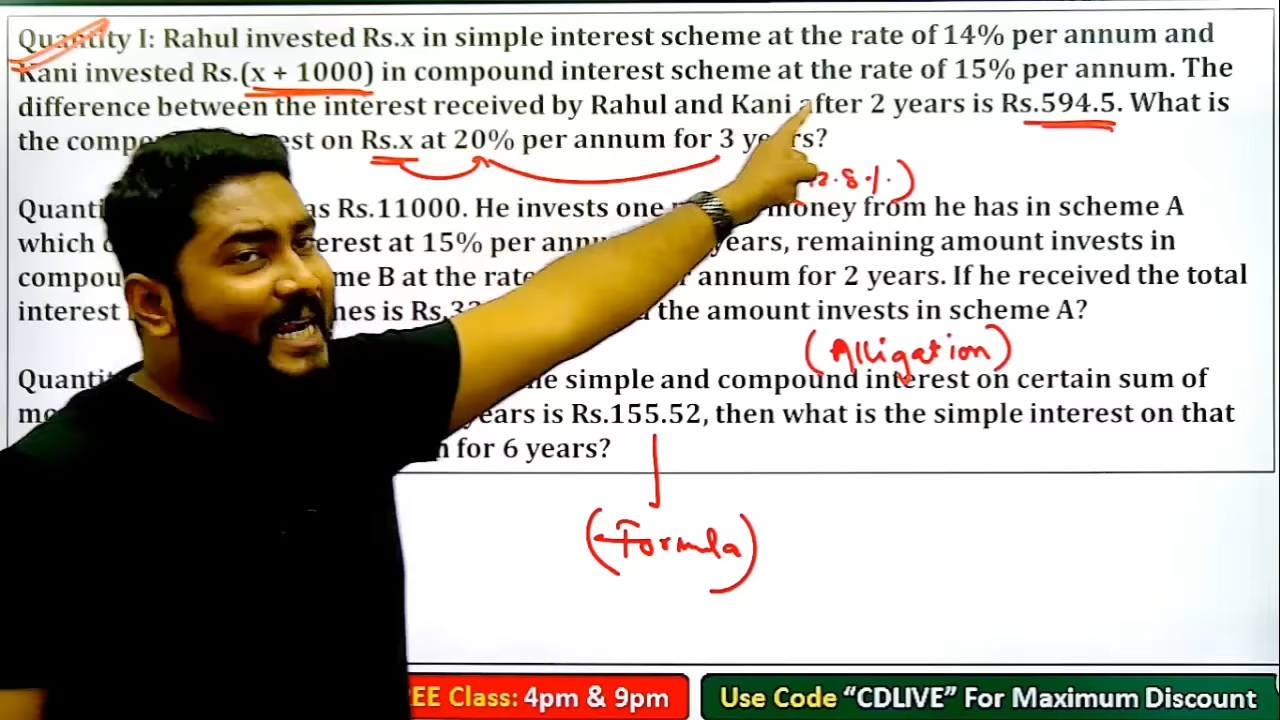 Quantity I: Rahul invested Rs.x in simple interest scheme at the rate of 14% per annum and
Kani invested Rs.(x + 1000) in compound interest scheme at the rate of 15% per annum. The
difference between the interest received by Rahul and Kani after 2 years is Rs.594.5. What is
the comp est on Rs.x at 20% per annum for 3 ye rs?
2.8%)
Quanti as Rs.11000. He invests one money from he has in scheme A
which erest at 15% per ann years, remaining amount invests in
compou me B at the rate r annum for 2 years. If he received the total
interest nes is Rs.3 the amount invests in scheme A?
(Alligation)
Quantit e simple and compound interest on certain sum of
mo years is Rs.155.52, then what is the simple interest on that
for 6 years?
(Formula)
EE Class: 4pm & 9pm Use Code “CDLIVE” For Maximum Discount